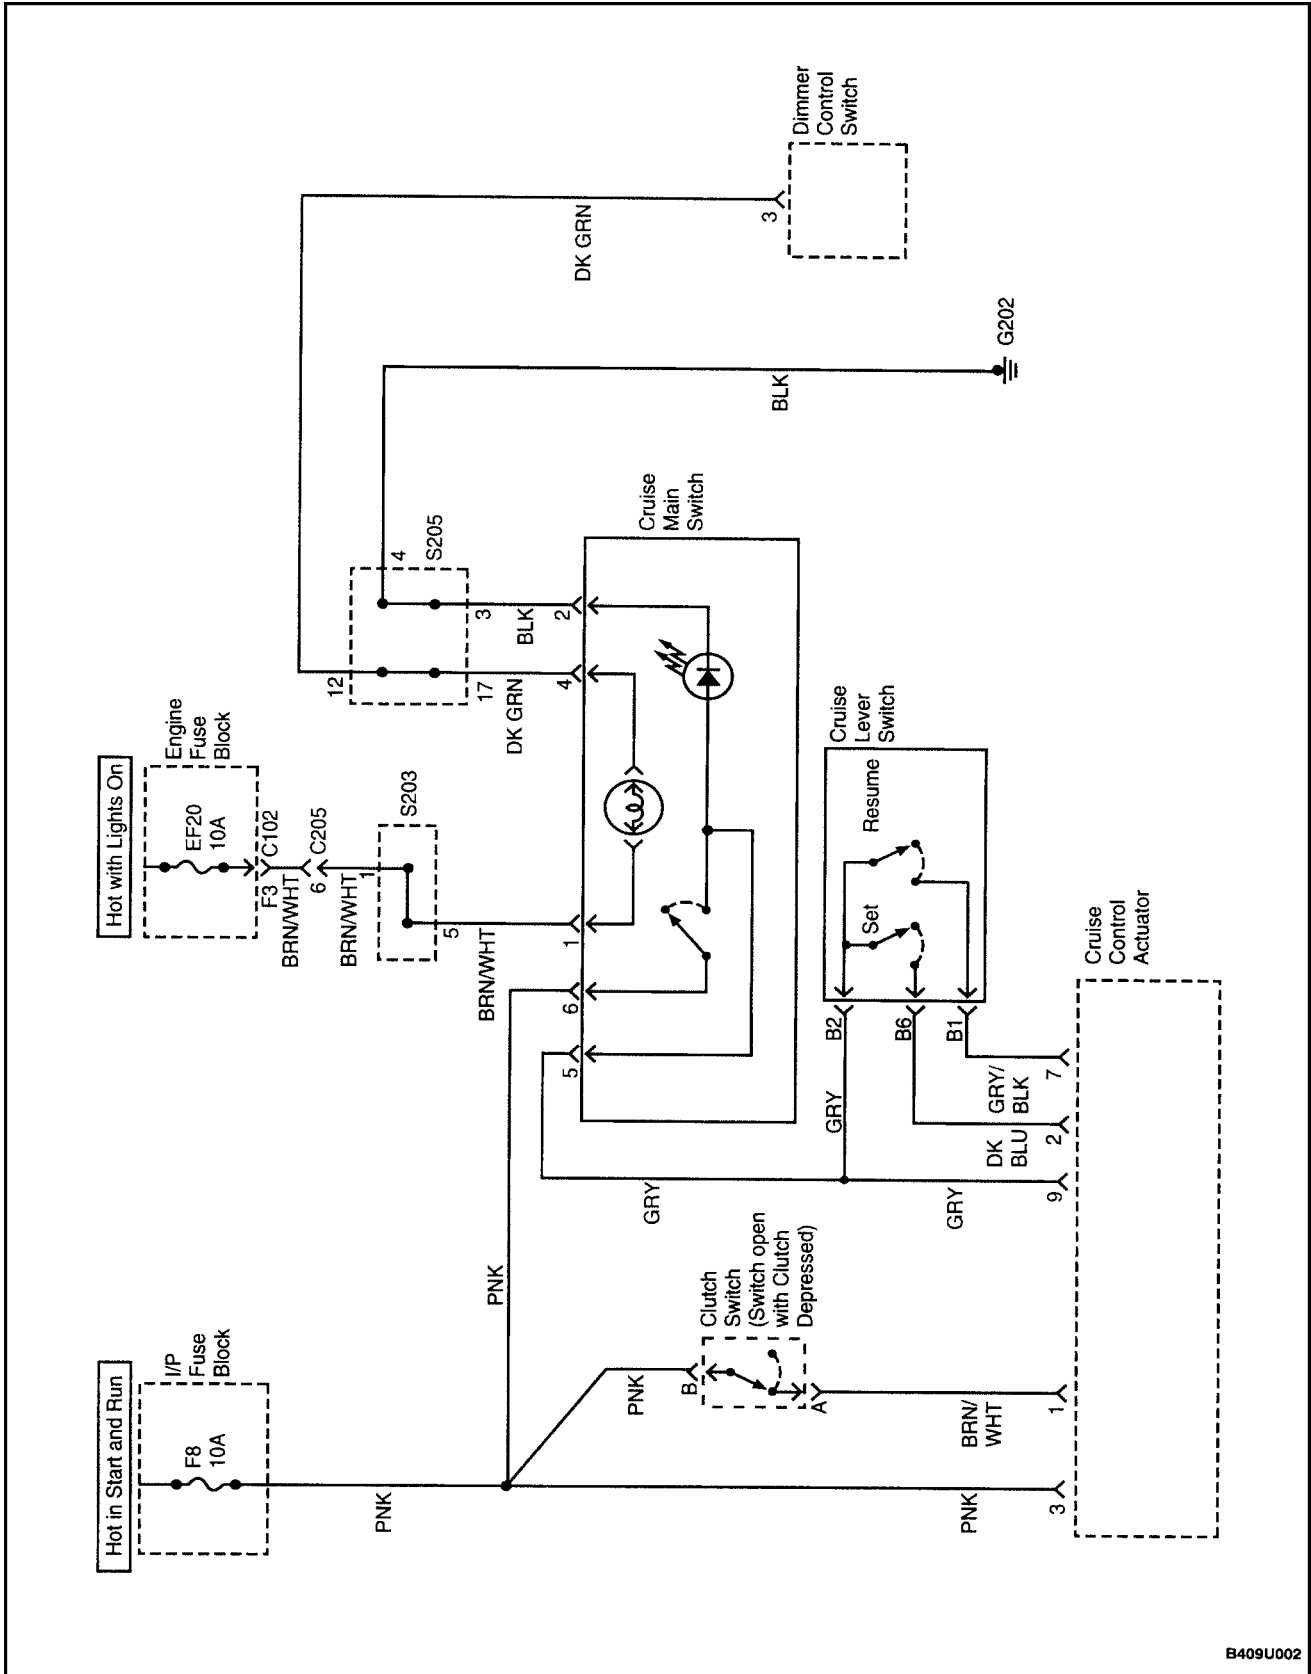 Hot in Start and Run
I/P
Fuse
Block
F8
10A
PNK
PNK
PNK
B
Clutch
Switch
(Switch open
with Clutch
Depressed)
A
BRN/
WHT
1
PNK
3
Hot with Lights On
Engine
Fuse
Block
EF20
10A
F3
C102
BRN/WHT
6
C205
BRN/WHT
1
S203
5
BRN/WHT
12
4
S205
17
3
DK GRN
BLK
5
6
1
4
2
Cruise
Main
Switch
GRY
GRY
GRY
9
DK
BLU
2
GRY/
BLK
7
B2
B6
B1
Set
Resume
Cruise
Lever
Switch
Cruise
Control
Actuator
BLK
G202
DK GRN
3
Dimmer
Control
Switch
B409U002